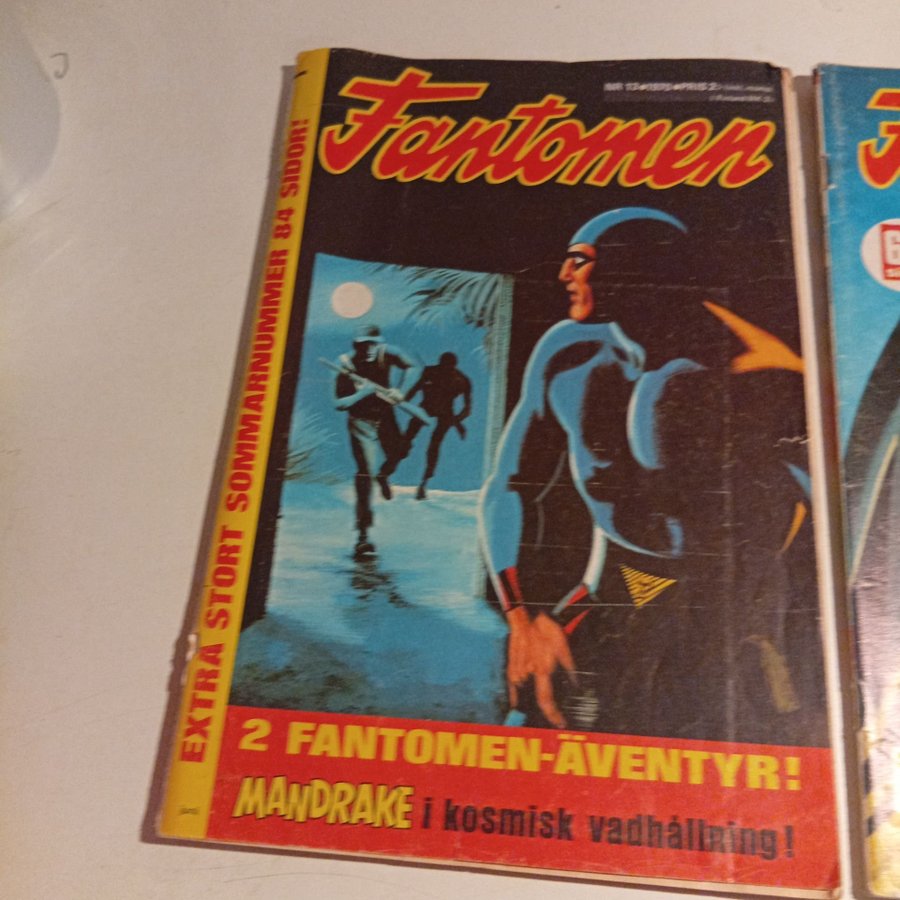 EXTRA STORT SOMMARNUMMER 84 SIDOR!
Fantomen
2 FANTOMEN-ÄVENTYR!
MANDRAKE i kosmisk vadhållning!